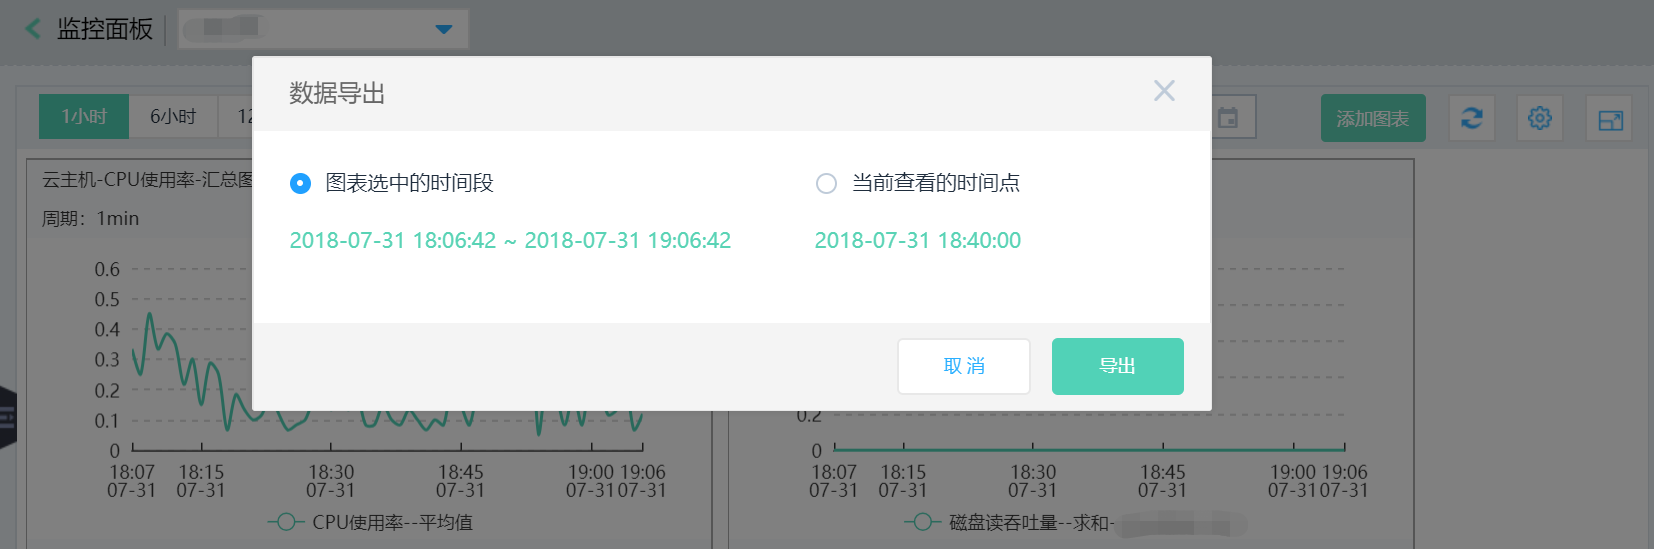 监控面板
数据导出
1小时
6小时
添加图表
图表选中的时间段
当前查看的时间点
2018-07-31 18:06:42 ~ 2018-07-31 19:06:42
2018-07-31 18:40:00
取 消
导出
云主机-CPU使用率-汇总图
周期：1min
0.6
0.5
0.4
0.3
0.2
0.1
0
18:07 18:15 18:30 18:45 19:00 19:06
07-31 07-31 07-31 07-31 07-31 07-31
CPU使用率--平均值
0.2
0
18:07 18:15 18:30 18:45 19:00 19:06
07-31 07-31 07-31 07-31 07-31 07-31
磁盘读吞吐量--求和-